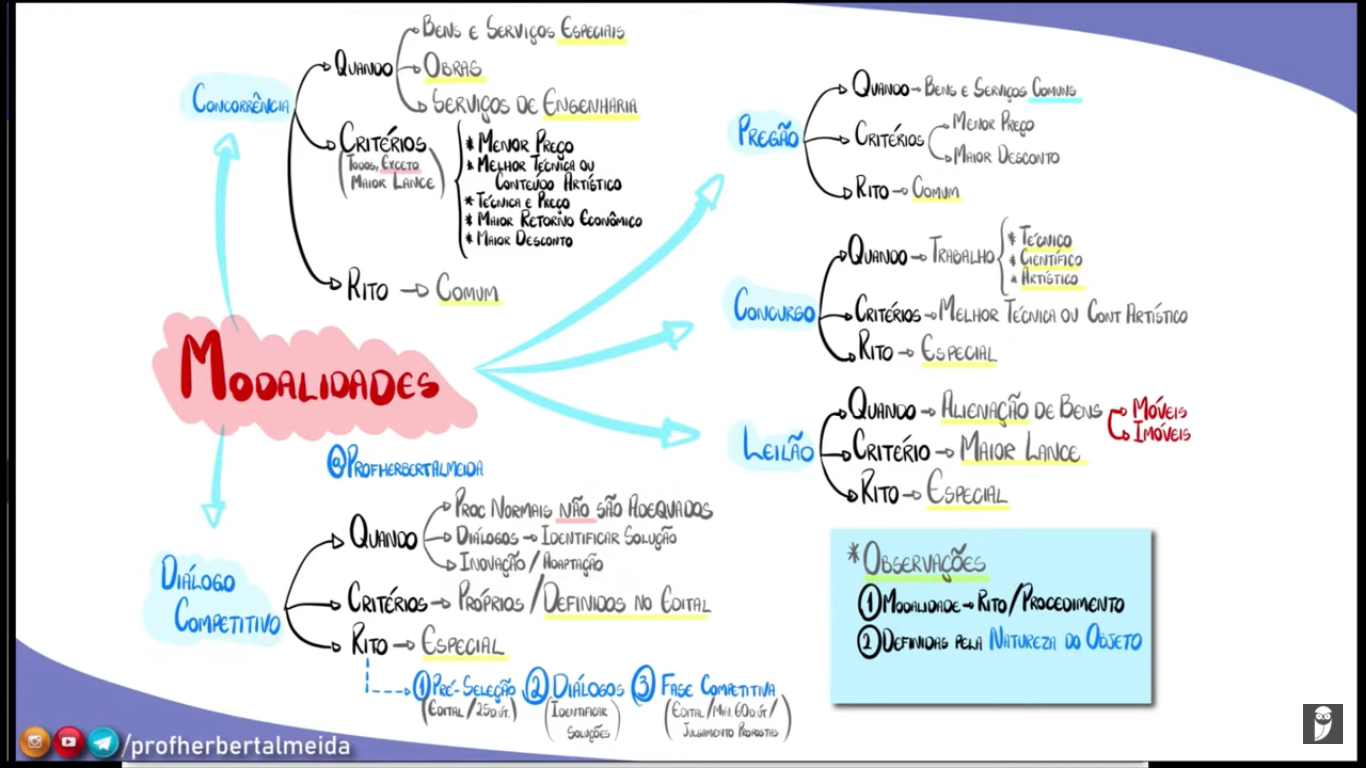 Modalidades
@ProfHerbertAlmeida
Concorrência
Quando
Bens e Serviços Especiais
Obras
Serviços de Engenharia
Critérios
(Todos, Exceto
Maior Lance)
* Menor Preço
* Melhor Técnica ou
Conteúdo Artístico
* Técnica e Preço
* Maior Retorno Econômico
* Maior Desconto
Rito → Comum
Diálogo
Competitivo
Quando
Proc Normais não são Adequados
Diálogos → Identificar Solução
Inovação / Adaptação
Critérios → Próprios / Definidos no Edital
Rito → Especial
1 Pré-Seleção
(Edital / 25 d.út.)
2 Diálogos
(Identificar
Soluções)
3 Fase Competitiva
(Edital / Min. 60 d.út. /
Julgamento Propostas)
Pregão
Quando → Bens e Serviços Comuns
Critérios
Menor Preço
Maior Desconto
Rito → Comum
Concurso
Quando → Trabalho
* Técnico
* Científico
* Artístico
Critérios → Melhor Técnica ou Cont Artístico
Rito → Especial
Leilão
Quando → Alienação de Bens
Móveis
Imóveis
Critério → Maior Lance
Rito → Especial
* Observações
1 Modalidade → Rito / Procedimento
2 Definidas pela Natureza do Objeto
/profherbertalmeida